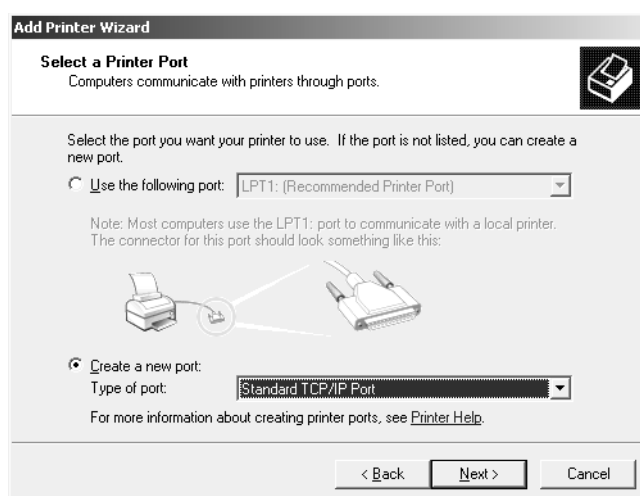 Add Printer Wizard
Select a Printer Port
Computers communicate with printers through ports.
Select the port you want your printer to use. If the port is not listed, you can create a
new port.
Use the following port: LPT1: (Recommended Printer Port)
Note: Most computers use the LPT1: port to communicate with a local printer.
The connector for this port should look something like this:
Create a new port:
Type of port: Standard TCP/IP Port
For more information about creating printer ports, see Printer Help.
< Back Next > Cancel